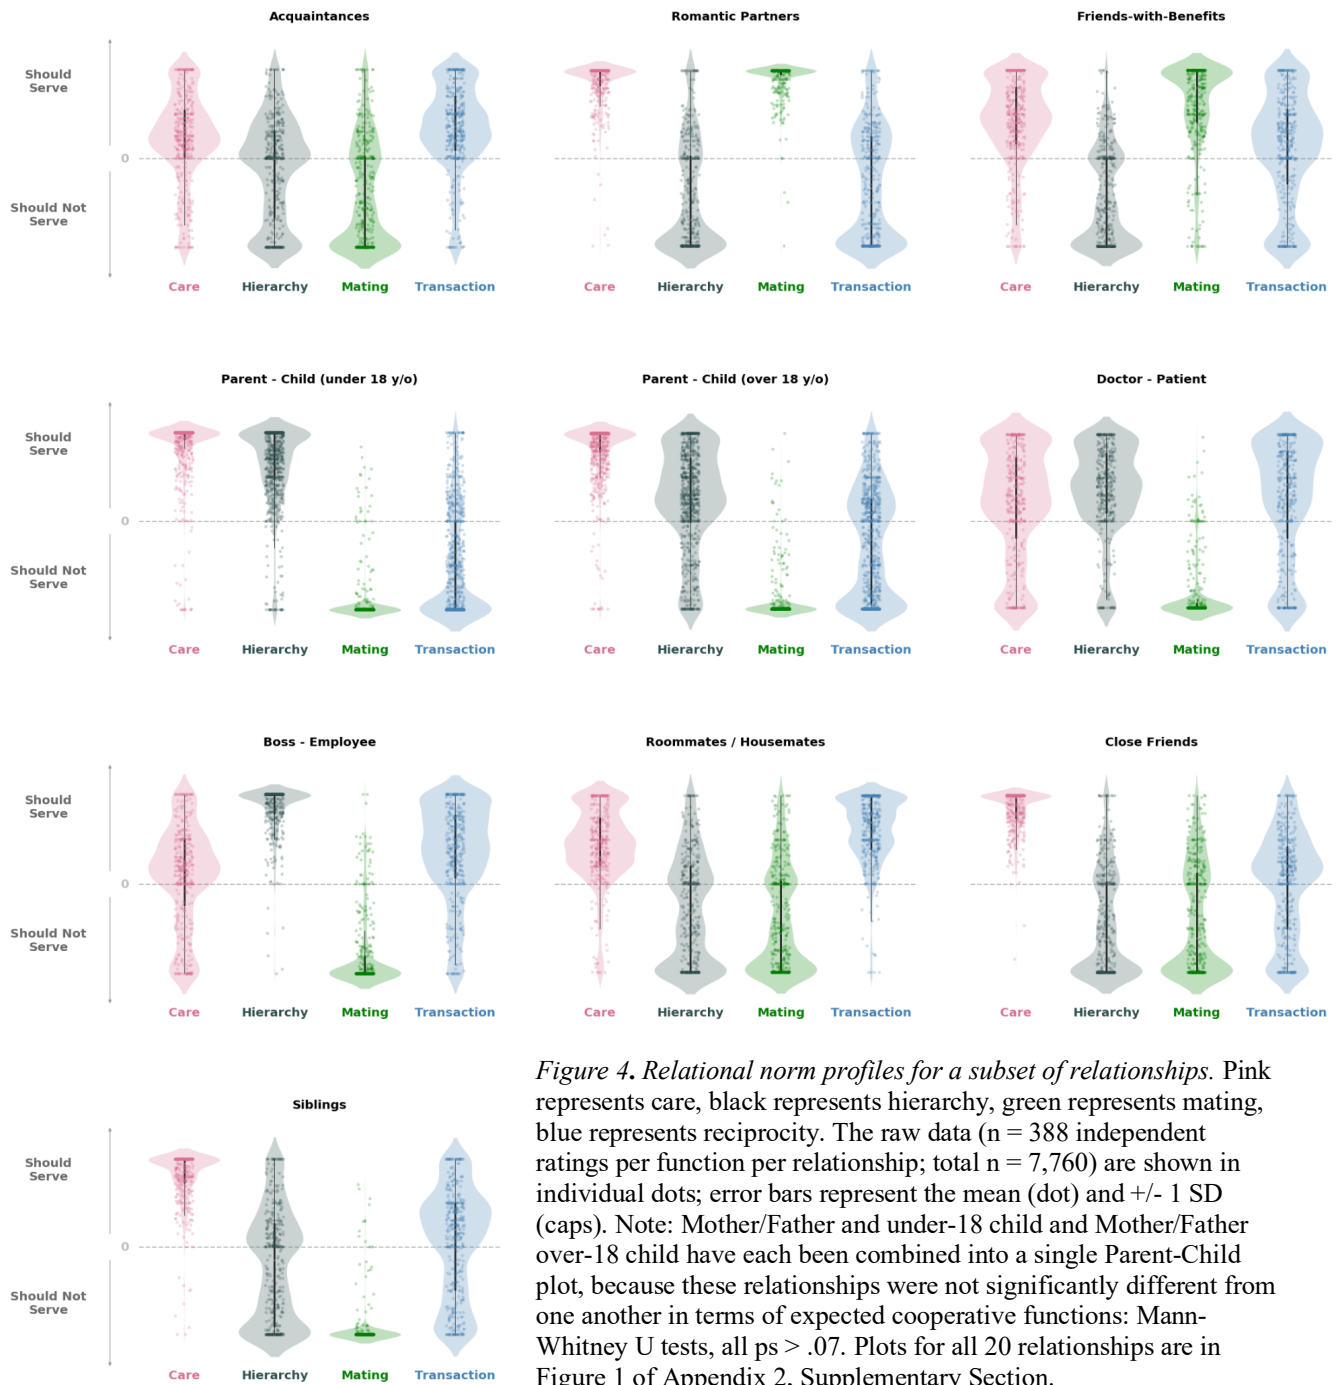 Acquaintances
Romantic Partners
Friends-with-Benefits
Should
Serve
0
Should Not
Serve
Care Hierarchy Mating Transaction
Care Hierarchy Mating Transaction
Care Hierarchy Mating Transaction
Parent - Child (under 18 y/o)
Parent - Child (over 18 y/o)
Doctor - Patient
Should
Serve
0
Should Not
Serve
Care Hierarchy Mating Transaction
Care Hierarchy Mating Transaction
Care Hierarchy Mating Transaction
Boss - Employee
Roommates / Housemates
Close Friends
Should
Serve
0
Should Not
Serve
Care Hierarchy Mating Transaction
Care Hierarchy Mating Transaction
Care Hierarchy Mating Transaction
Siblings
Should
Serve
0
Should Not
Serve
Care Hierarchy Mating Transaction
Figure 4. Relational norm profiles for a subset of relationships. Pink
represents care, black represents hierarchy, green represents mating,
blue represents reciprocity. The raw data (n = 388 independent
ratings per function per relationship; total n = 7,760) are shown in
individual dots; error bars represent the mean (dot) and +/- 1 SD
(caps). Note: Mother/Father and under-18 child and Mother/Father
over-18 child have each been combined into a single Parent-Child
plot, because these relationships were not significantly different from
one another in terms of expected cooperative functions: Mann-
Whitney U tests, all ps > .07. Plots for all 20 relationships are in
Figure 1 of Appendix 2, Supplementary Section.